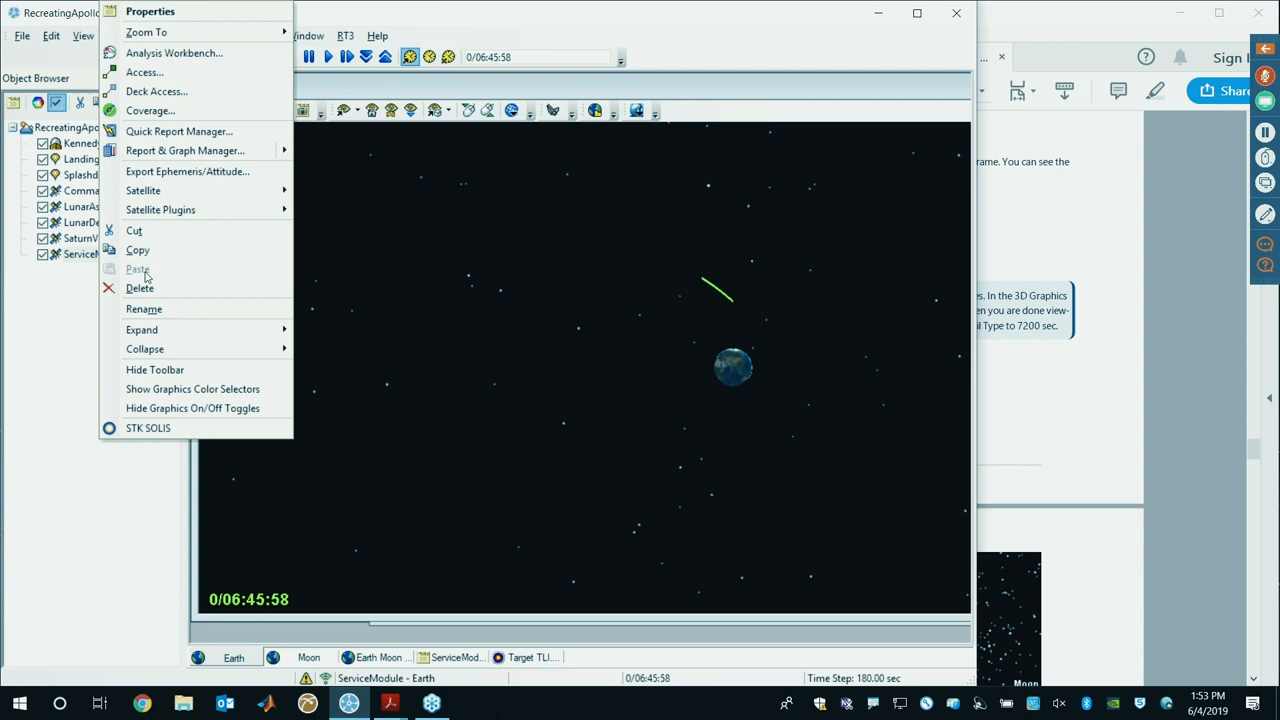 RecreatingApollo
File Edit View
indow RT3 Help
0/06:45:58
Object Browser
RecreatingApo
Kenned
Landing
Splashd
Comma
LunarAs
LunarDe
SaturnV
ServiceM
Properties
Zoom To
Analysis Workbench...
Access...
Deck Access...
Coverage...
Quick Report Manager...
Report & Graph Manager...
Export Ephemeris/Attitude...
Satellite
Satellite Plugins
Cut
Copy
Paste
Delete
Rename
Expand
Collapse
Hide Toolbar
Show Graphics Color Selectors
Hide Graphics On/Off Toggles
STK SOLIS
0/06:45:58
Earth Moon Earth Moon ... ServiceMod... Target TLI...
ServiceModule - Earth 0/06:45:58 Time Step: 180.00 sec
Sign I
Share
rame. You can see the
es. In the 3D Graphics
en you are done view-
il Type to 7200 sec.
Moon
1:53 PM
6/4/2019